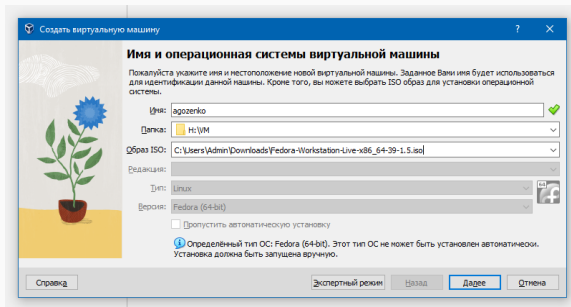 Создать виртуальную машину
Имя и операционная системы виртуальной машины
Пожалуйста укажите имя и местоположение новой виртуальной машины. Заданное Вами имя будет использоваться
для идентификации данной машины. Кроме того, вы можете выбрать ISO образ для установки операционной
системы.
Имя: agozenko
Папка: H:\VM
Образ ISO: C:\Users\Admin\Downloads\Fedora-Workstation-Live-x86_64-39-1.5.iso
Редакция:
Тип: Linux
64
Версия: Fedora (64-bit)
Пропустить автоматическую установку
Определённый тип ОС: Fedora (64-bit). Этот тип ОС не может быть установлен автоматически.
Установка должна быть запущена вручную.
Справка Экспертный режим Назад Далее Отмена